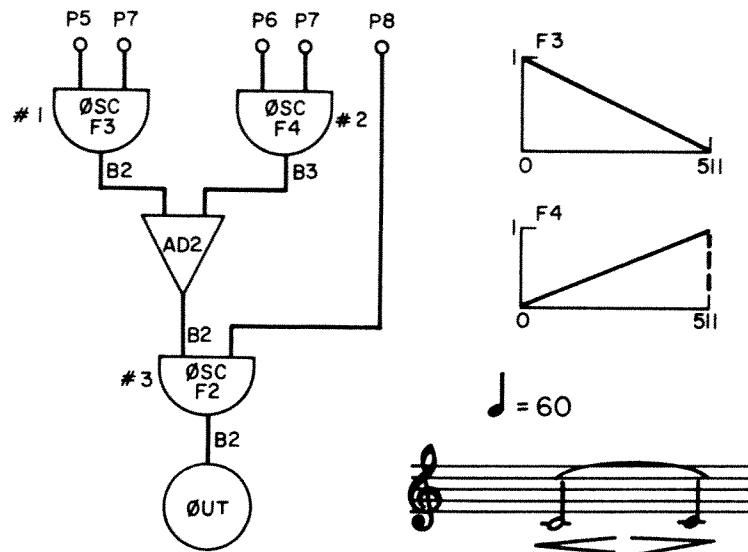 P5 P7 P6 P7 P8
#1 ØSC F3
ØSC F4 #2
B2 B3
AD2
B2
#3 ØSC F2
B2
ØUT
F3
1
0 511
F4
1
0 511
= 60